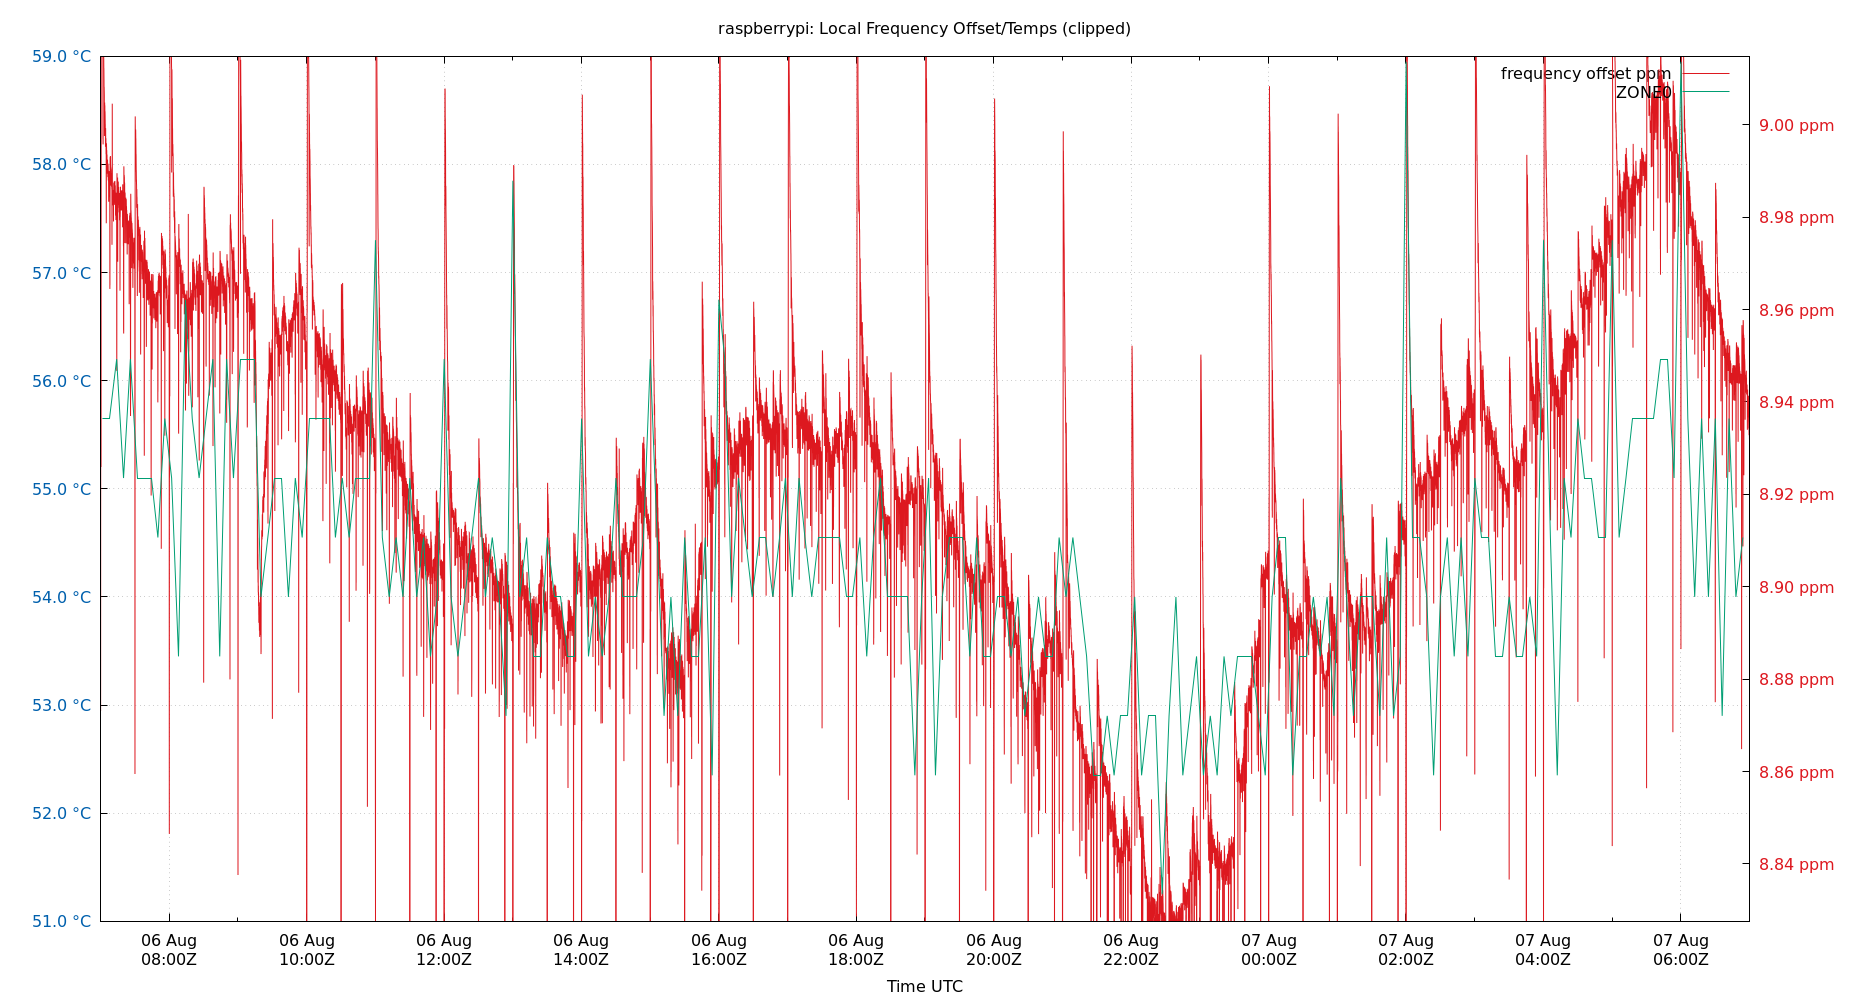 raspberrypi: Local Frequency Offset/Temps (clipped)
59.0 °C
58.0 °C
57.0 °C
56.0 °C
55.0 °C
54.0 °C
53.0 °C
52.0 °C
51.0 °C
frequency offset ppm
ZONE0
9.00 ppm
8.98 ppm
8.96 ppm
8.94 ppm
8.92 ppm
8.90 ppm
8.88 ppm
8.86 ppm
8.84 ppm
06 Aug 06 Aug 06 Aug 06 Aug 06 Aug 06 Aug 06 Aug 06 Aug 07 Aug 07 Aug 07 Aug 07 Aug
08:00Z 10:00Z 12:00Z 14:00Z 16:00Z 18:00Z 20:00Z 22:00Z 00:00Z 02:00Z 04:00Z 06:00Z
Time UTC